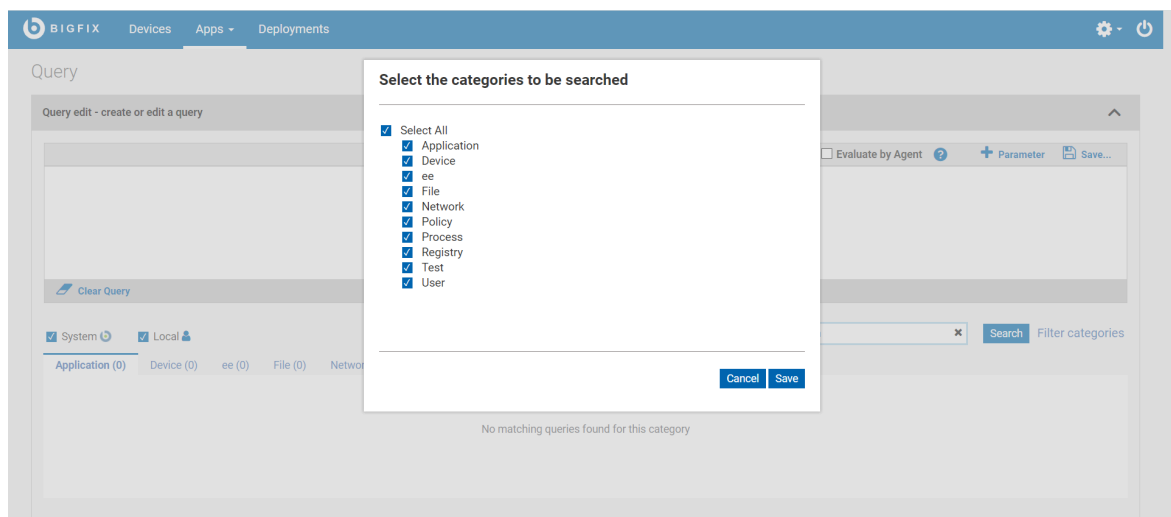 BIGFIX Devices Apps Deployments
Query
Query edit - create or edit a query
Evaluate by Agent ? Parameter Save...
Clear Query
System Local
Search Filter categories
Application (0) Device (0) ee (0) File (0)
No matching queries found for this category
Select the categories to be searched
Select All
Application
Device
ee
File
Network
Policy
Process
Registry
Test
User
Cancel Save